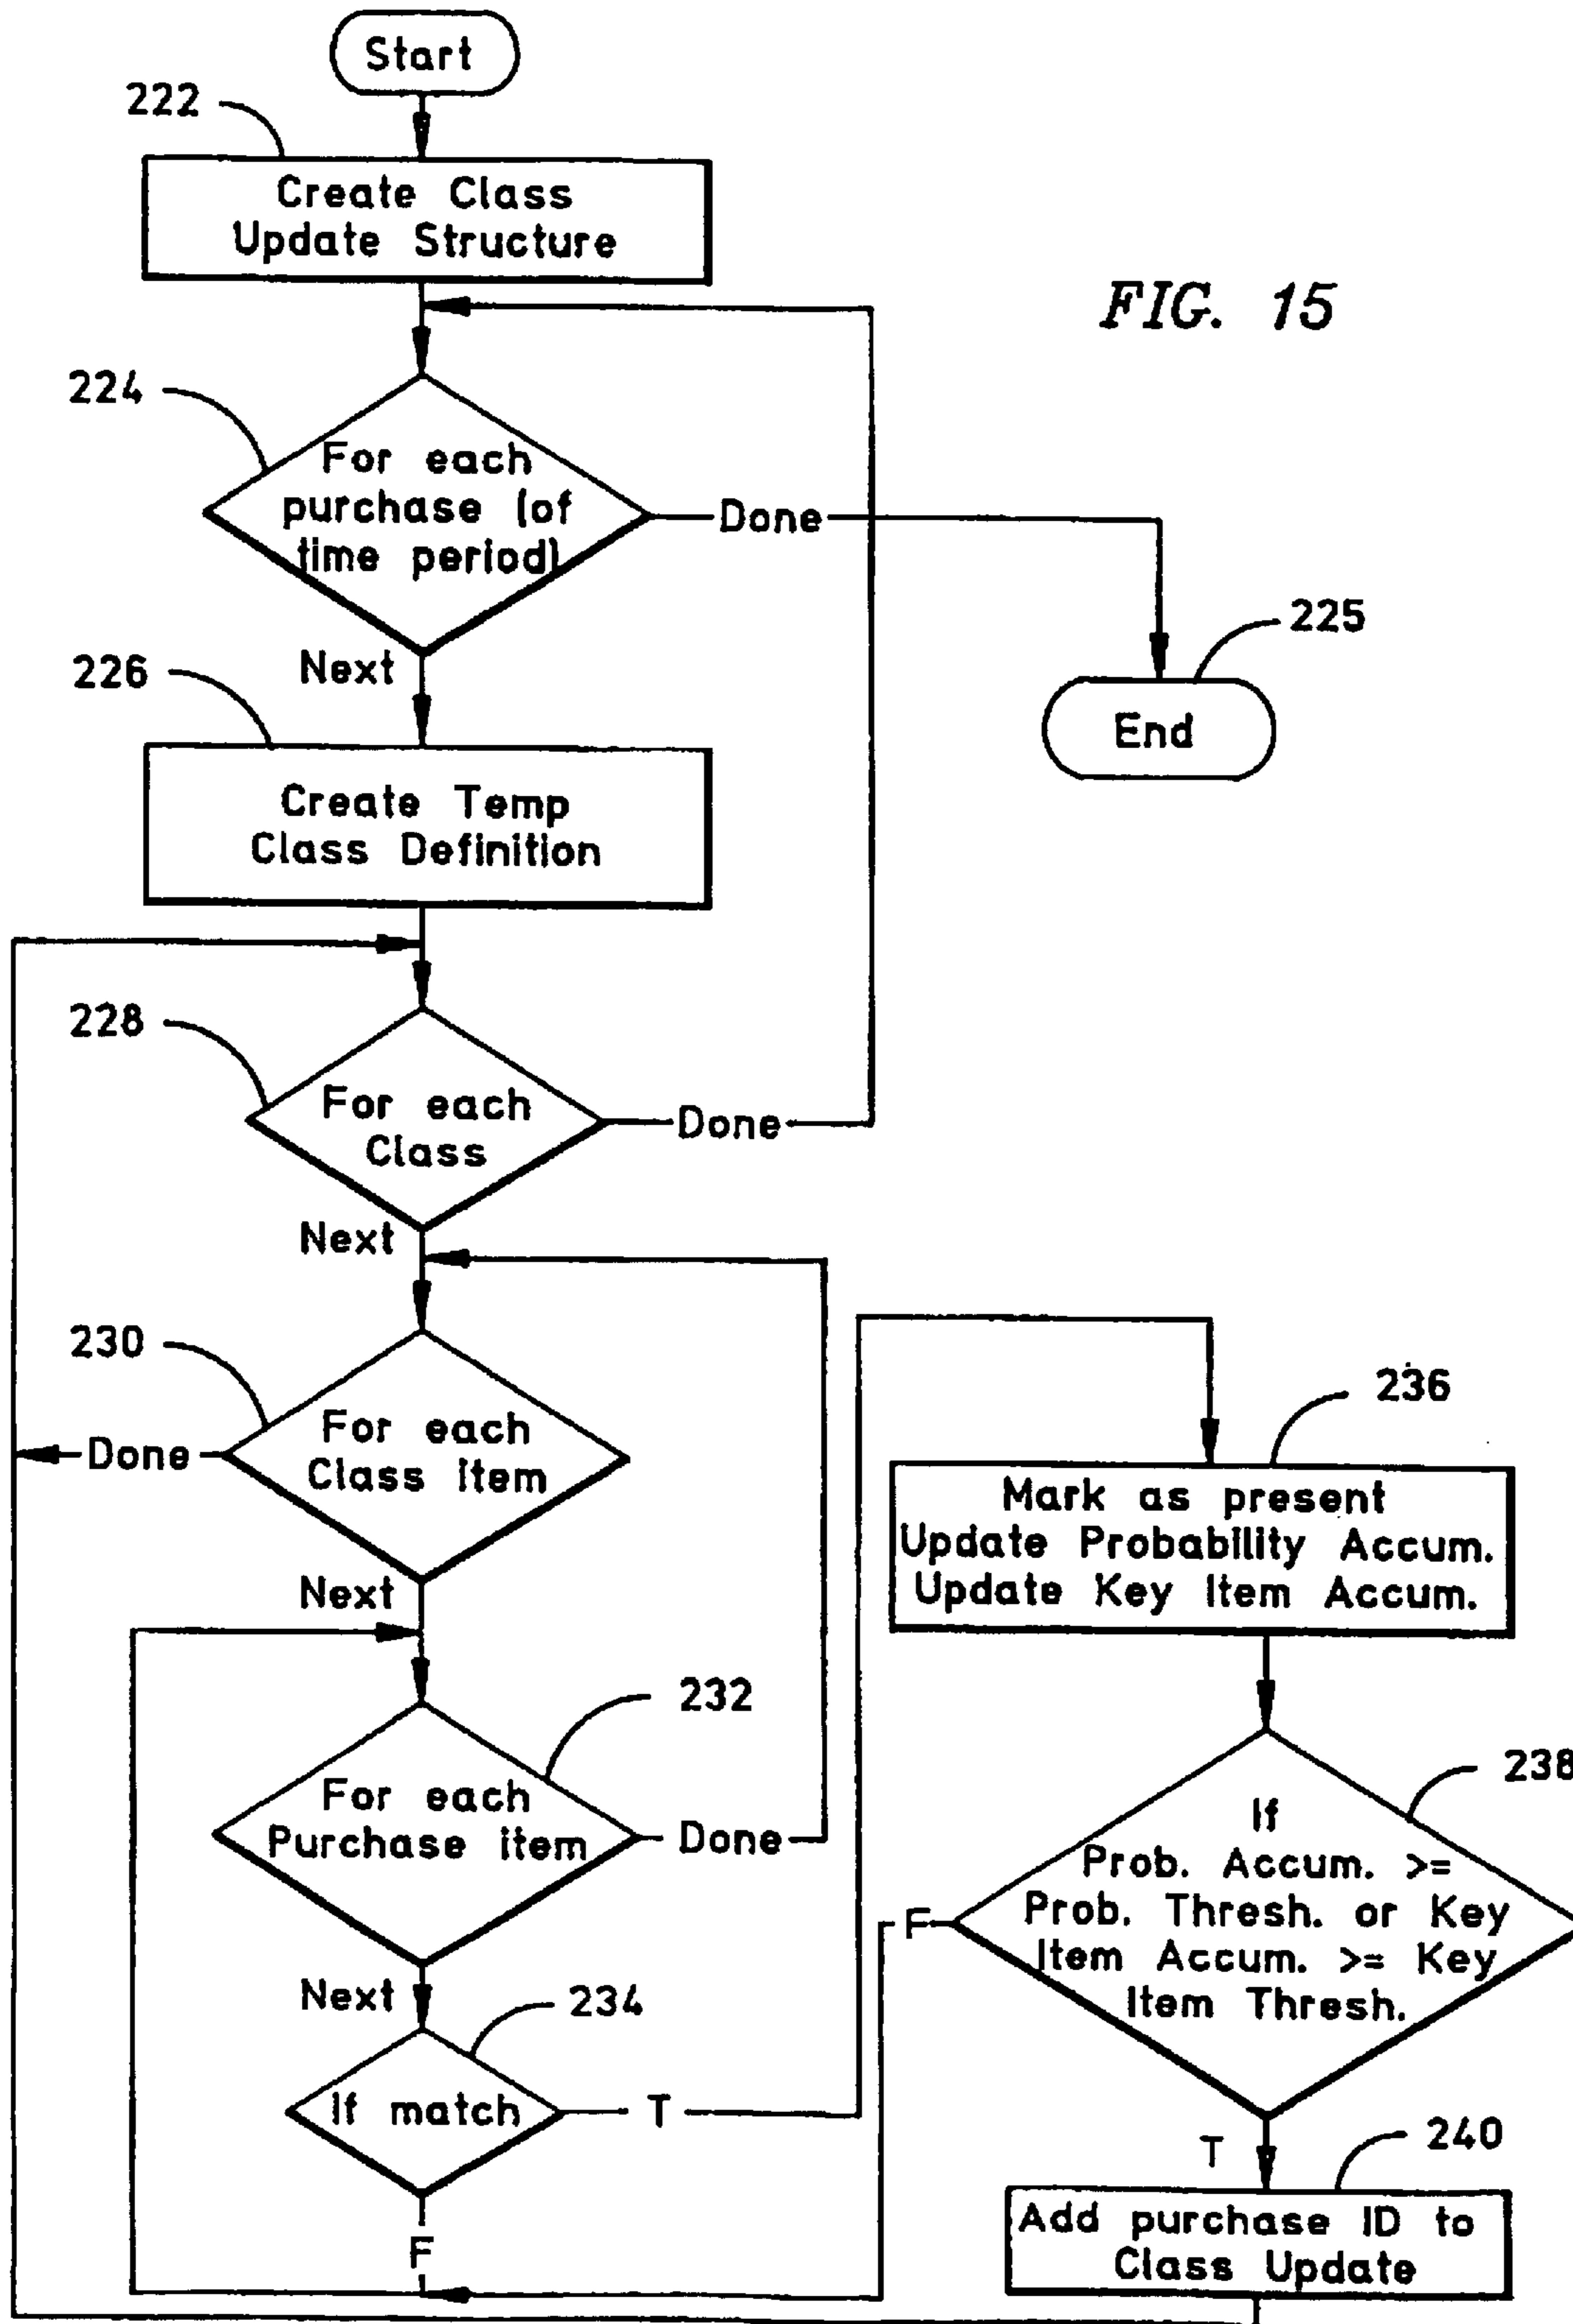 Start
222
Create Class
Update Structure
FIG. 15
224
For each
purchase (of
time period)
Done
225
End
Next
226
Create Temp
Class Definition
228
For each
Class
Done
Next
230
For each
Class item
Done
Next
236
Mark as present
Update Probability Accum.
Update Key Item Accum.
232
For each
Purchase item
Done
238
If
Prob. Accum. >=
Prob. Thresh. or Key
Item Accum. >= Key
Item Thresh.
F
Next
234
If match
T
F
T
240
Add purchase ID to
Class Update